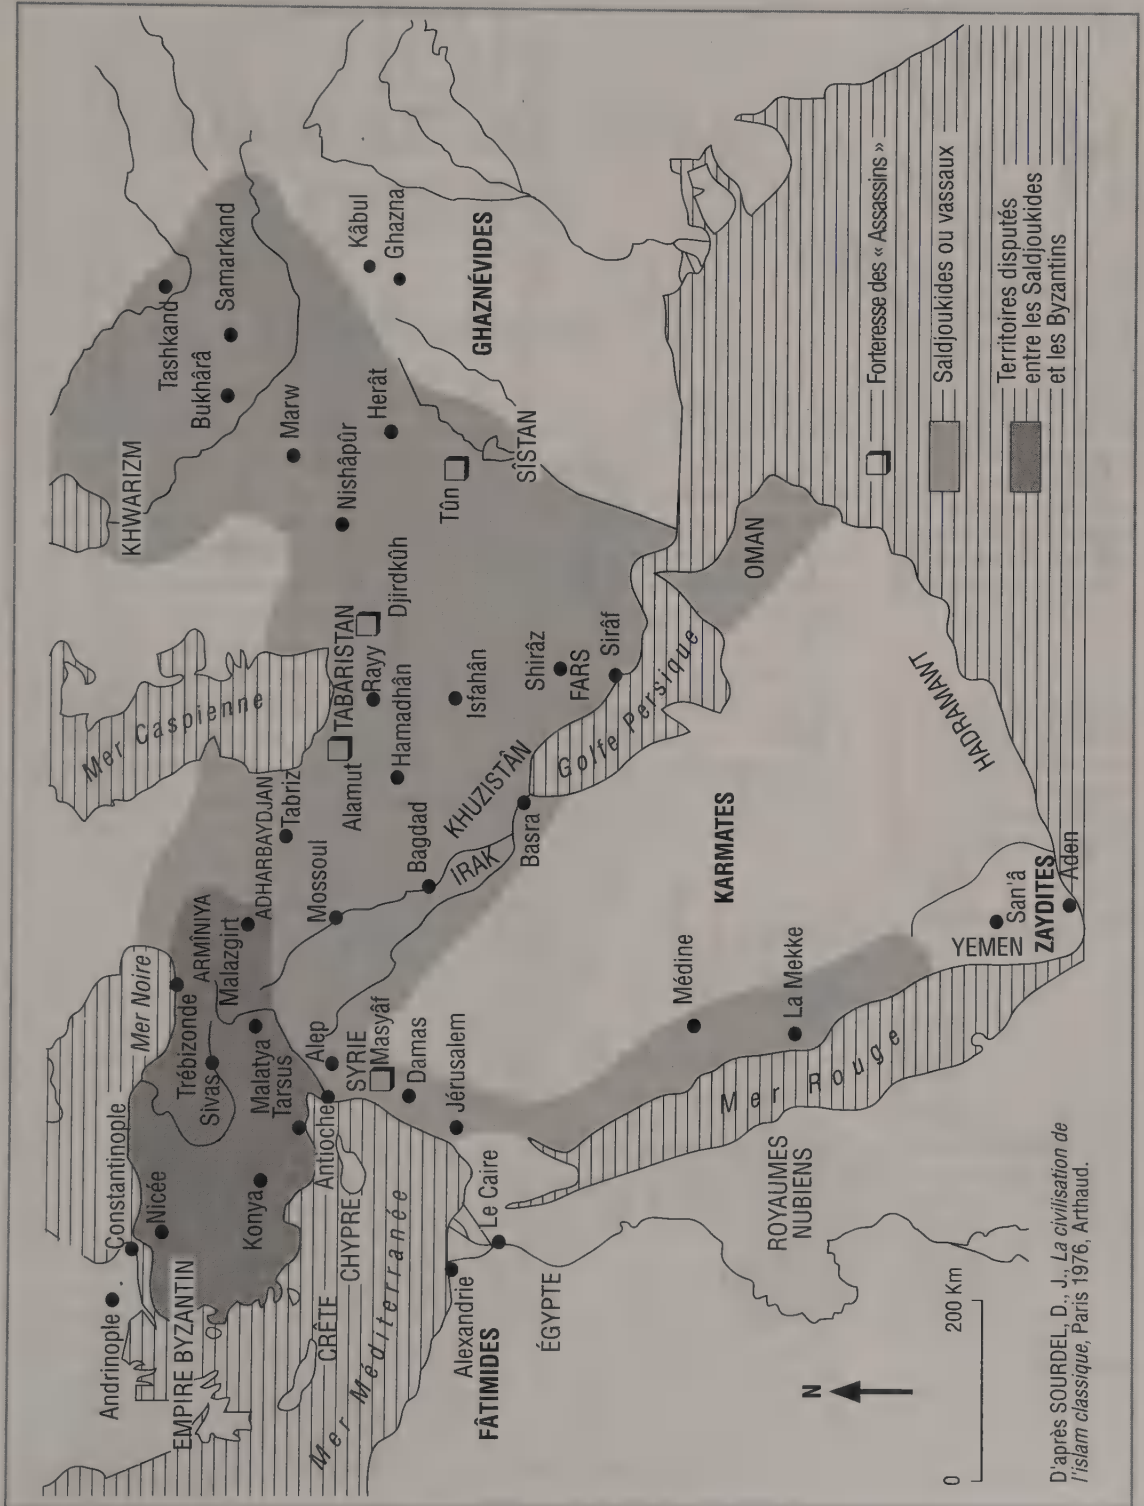 Andrinople
Constantinople
Nicée
EMPIRE BYZANTIN
Konya
CRÊTE
CHYPRE
Mer Méditerranée
Mer Noire
Trébizonde
Sivas
Malatya
Tarsus
Antioche
ARMÎNIYA
Malazgirt
ADHARBAYDJAN
Tabriz
Mossoul
Alep
SYRIE
Masyâf
Damas
Jérusalem
Alexandrie
FÂTIMIDES
Le Caire
ÉGYPTE
ROYAUMES
NUBIENS
Mer Rouge
Médine
La Mekke
KARMATES
YEMEN
San'â
ZAYDITES
Aden
HADRAMAWT
OMAN
Golfe Persique
Bagdad
IRAK
Basra
KHUZISTÂN
Mer Caspienne
Alamut
TABARISTAN
Rayy
Djirdkûh
Hamadhân
Isfahân
Shirâz
FARS
Sirâf
KHWARIZM
Tashkand
Bukhârâ
Samarkand
Marw
Nishâpûr
Herât
Tûn
SÎSTAN
Kâbul
Ghazna
GHAZNÉVIDES
Forteresse des « Assassins »
Saldjoukides ou vassaux
Territoires disputés
entre les Saldjoukides
et les Byzantins
N
0 200 Km
D'après SOURDEL, D., J., La civilisation de
l'islam classique, Paris 1976, Arthaud.